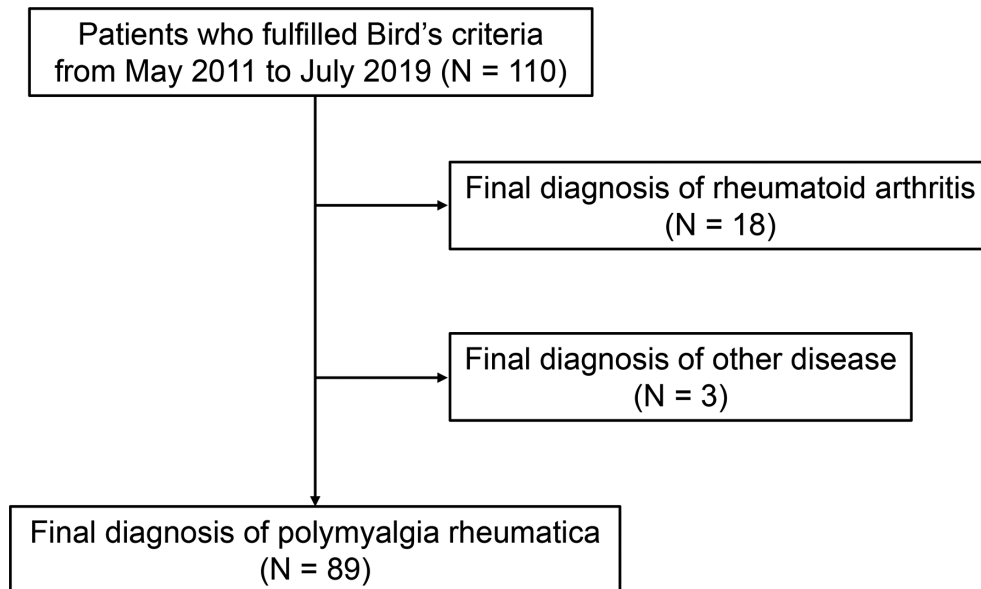 Patients who fulfilled Bird's criteria
from May 2011 to July 2019 (N = 110)
Final diagnosis of rheumatoid arthritis
(N = 18)
Final diagnosis of other disease
(N = 3)
Final diagnosis of polymyalgia rheumatica
(N = 89)